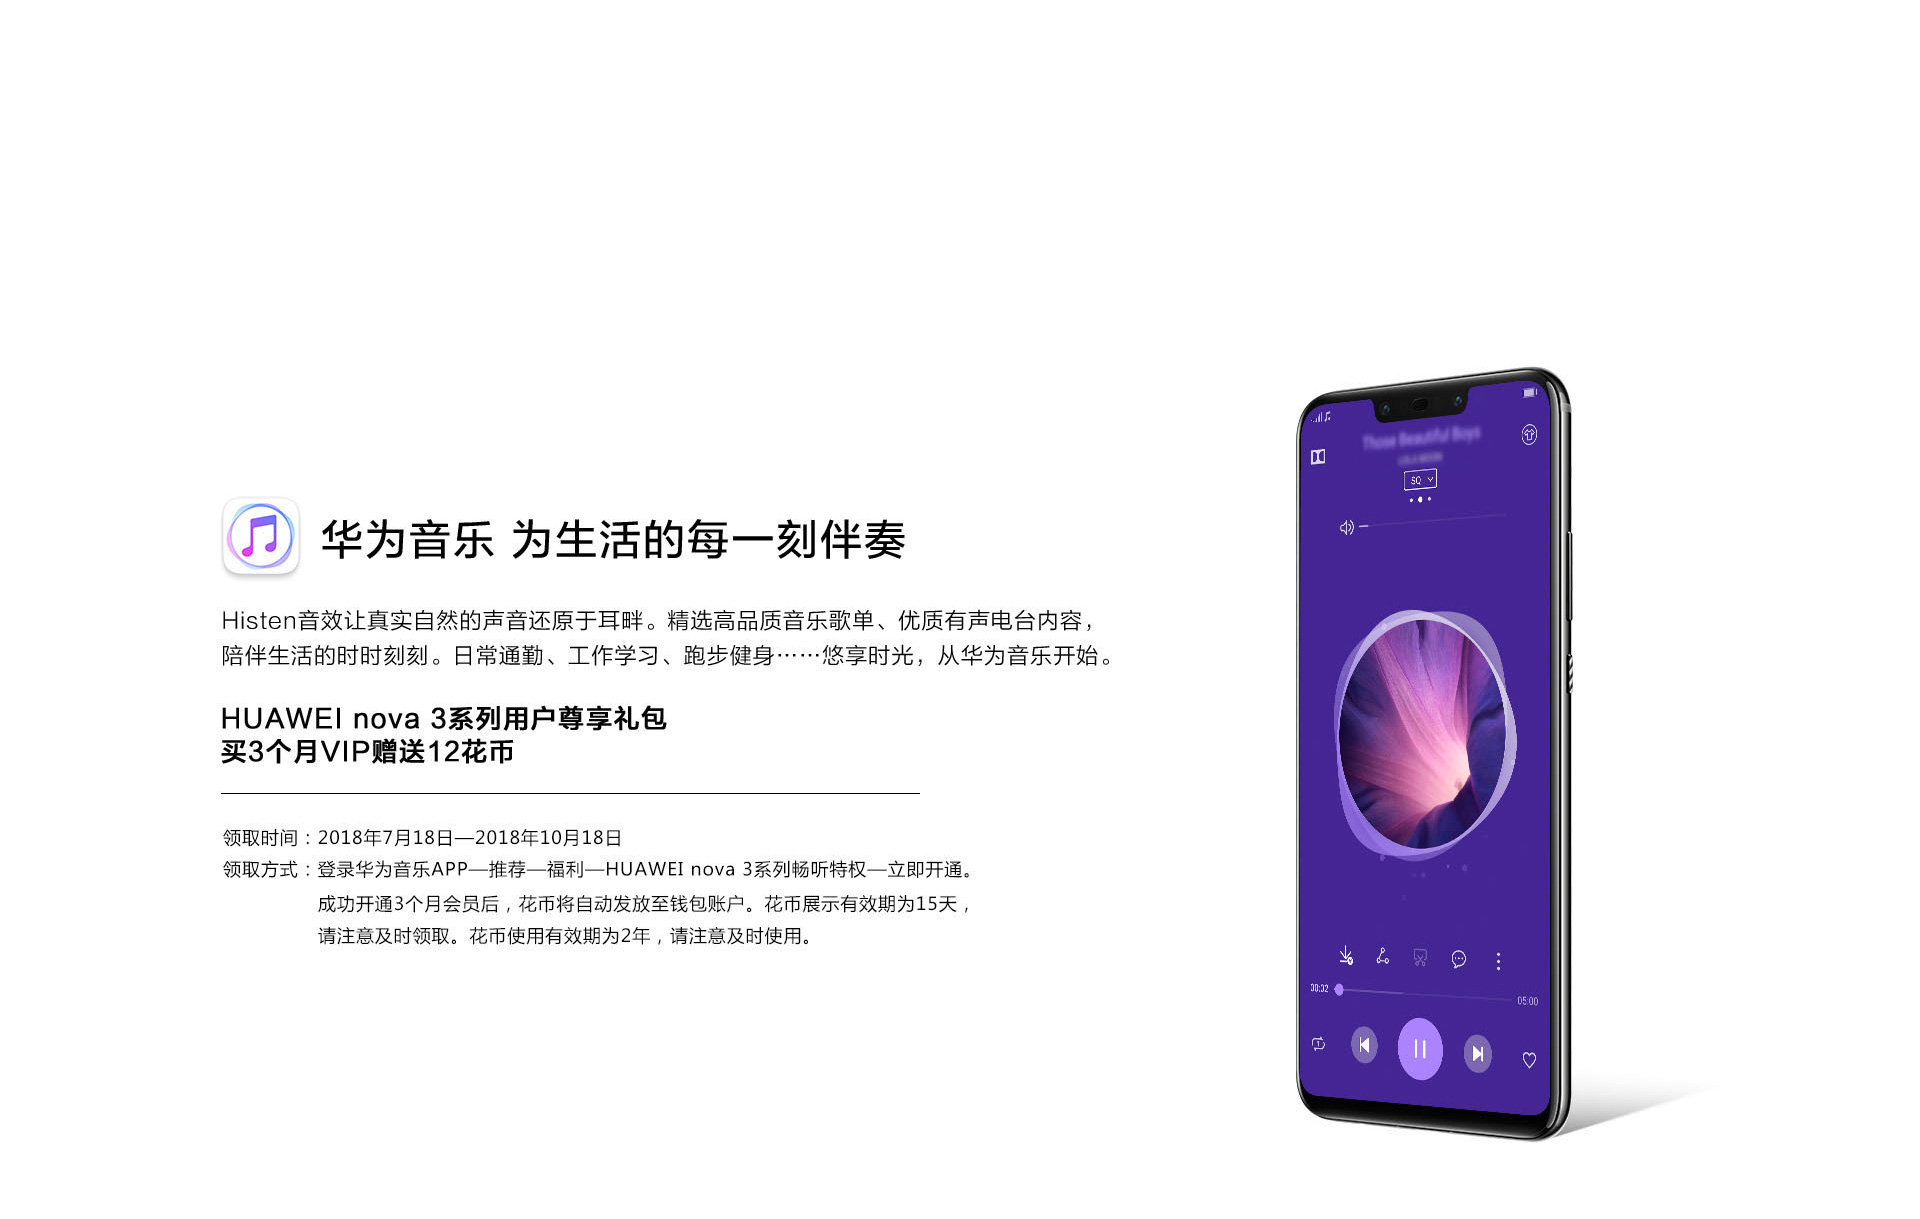 华为音乐 为生活的每一刻伴奏
Histen音效让真实自然的声音还原于耳畔。精选高品质音乐歌单、优质有声电台内容，
陪伴生活的时时刻刻。日常通勤、工作学习、跑步健身……悠享时光，从华为音乐开始。
HUAWEI nova 3系列用户尊享礼包
买3个月VIP赠送12花币
领取时间：2018年7月18日—2018年10月18日
领取方式：登录华为音乐APP—推荐—福利—HUAWEI nova 3系列畅听特权—立即开通。
成功开通3个月会员后，花币将自动发放至钱包账户。花币展示有效期为15天，
请注意及时领取。花币使用有效期为2年，请注意及时使用。
Those Beautiful Boys
SQ
00:02
05:00
1